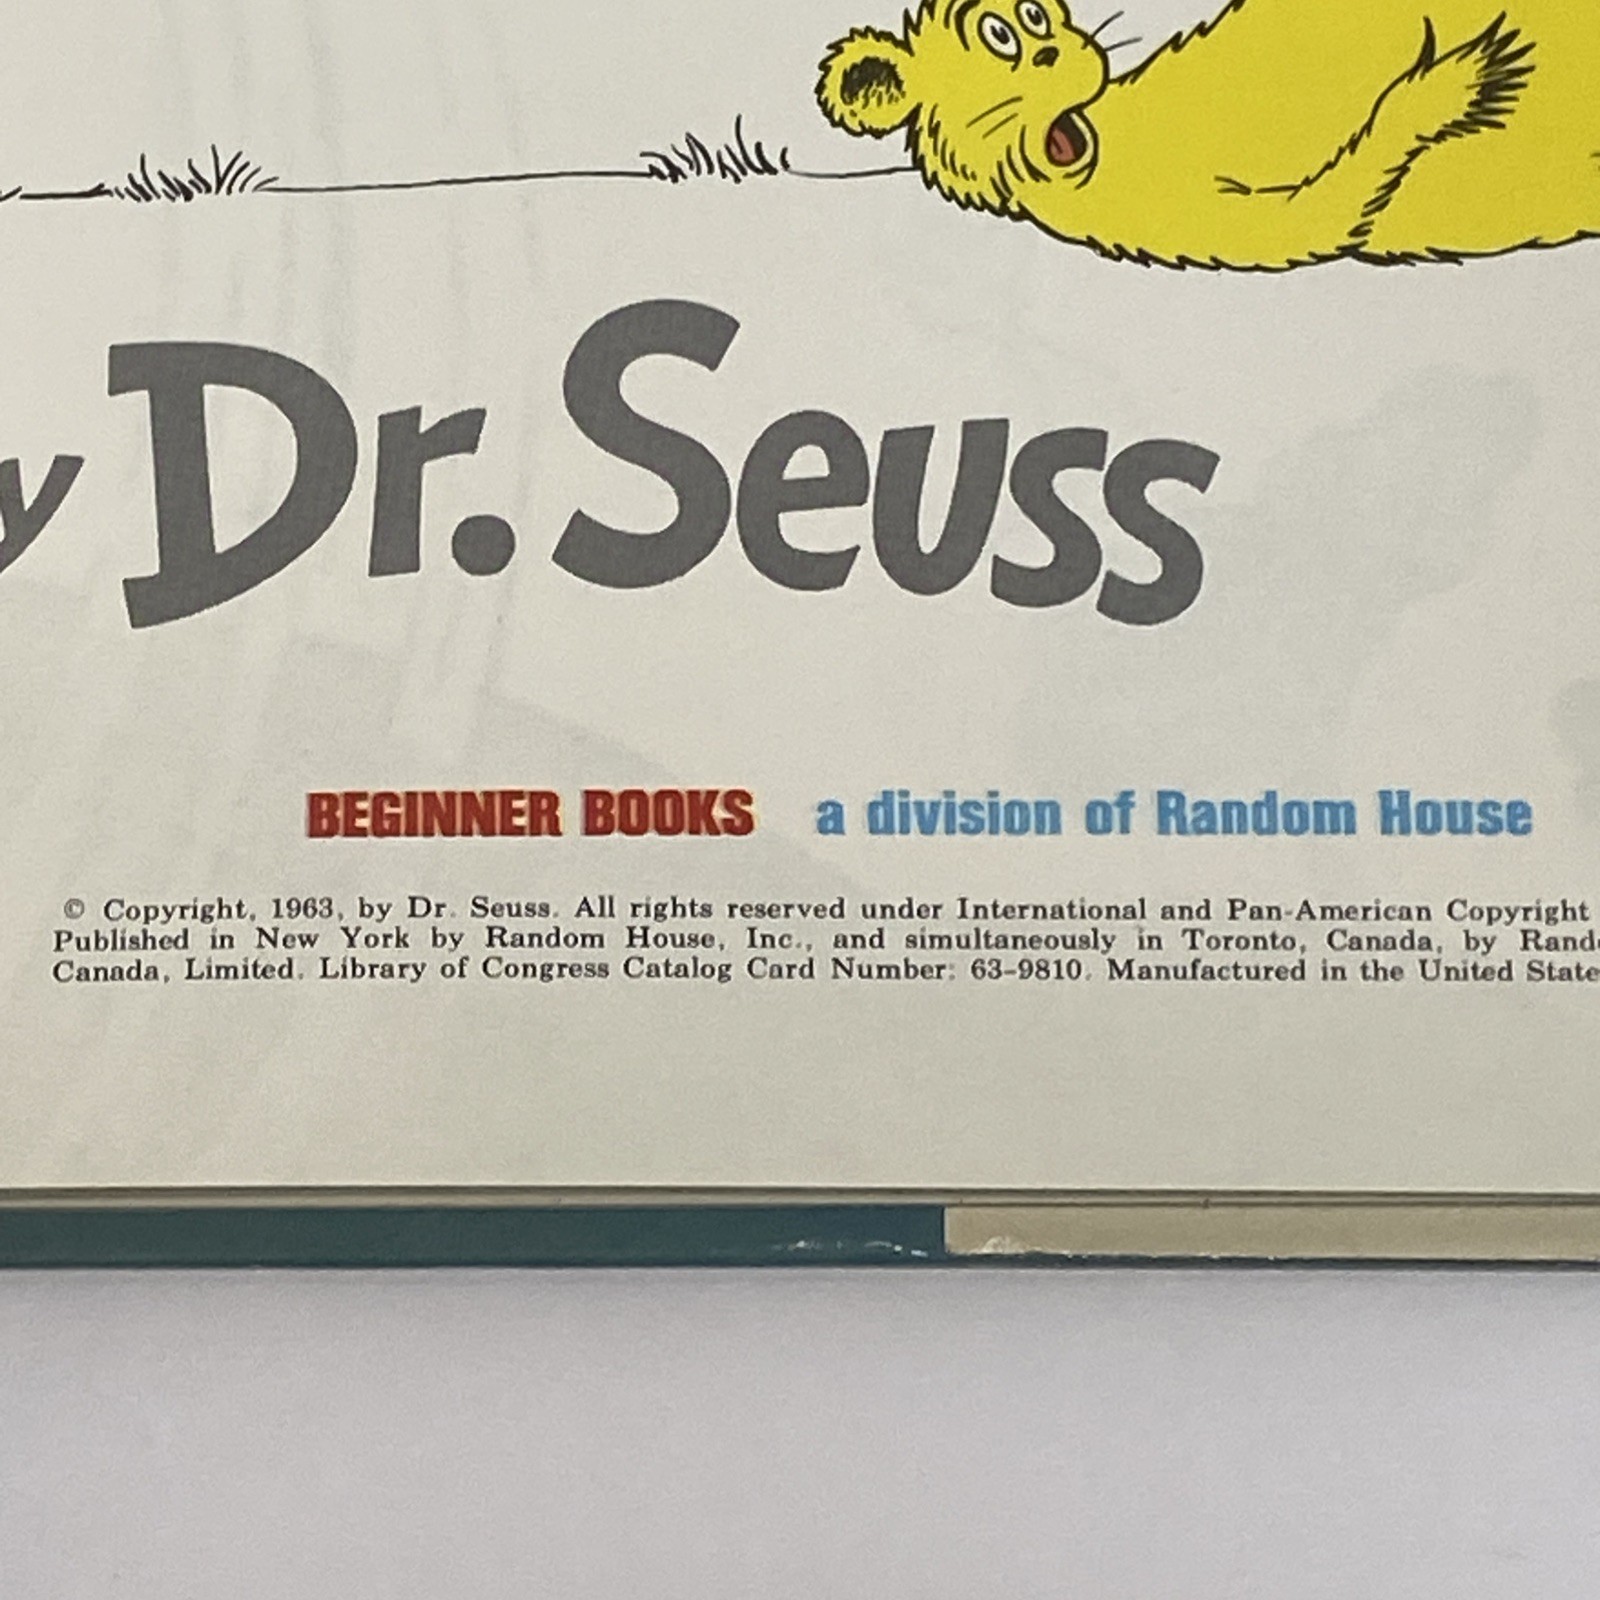 y Dr. Seuss
BEGINNER BOOKS a division of Random House
© Copyright, 1963, by Dr. Seuss. All rights reserved under International and Pan-American Copyright
Published in New York by Random House, Inc., and simultaneously in Toronto, Canada, by Rand
Canada, Limited. Library of Congress Catalog Card Number: 63-9810. Manufactured in the United State